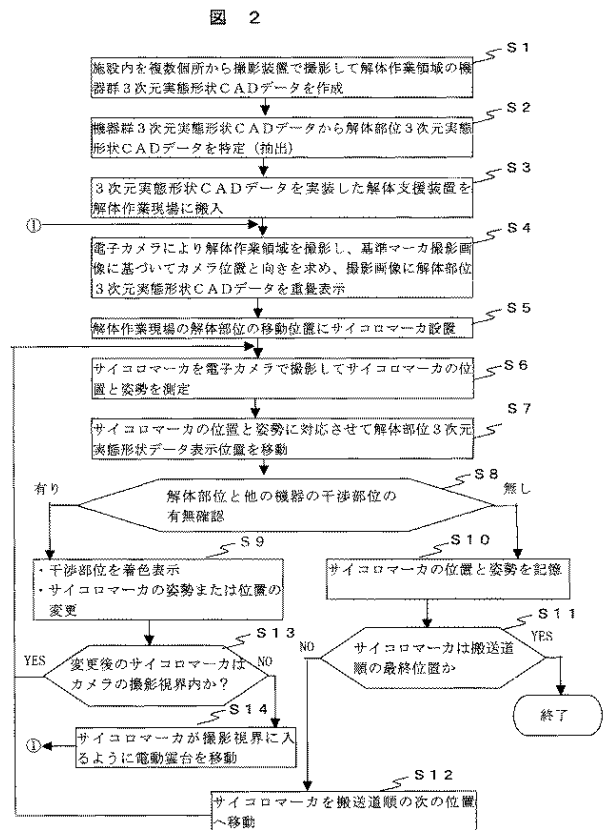 図 2
S1
施設内を複数個所から撮影装置で撮影して解体作業領域の機
器群3次元実態形状CADデータを作成
S2
機器群3次元実態形状CADデータから解体部位3次元実態
形状CADデータを特定(抽出)
S3
3次元実態形状CADデータを実装した解体支援装置を
解体作業現場に搬入
①
S4
電子カメラにより解体作業領域を撮影し、基準マーカ撮影画
像に基づいてカメラ位置と向きを求め、撮影画像に解体部位
3次元実態形状CADデータを重畳表示
S5
解体作業現場の解体部位の移動位置にサイコロマーカ設置
S6
サイコロマーカを電子カメラで撮影してサイコロマーカの位
置と姿勢を測定
S7
サイコロマーカの位置と姿勢に対応させて解体部位3次元
実態形状データ表示位置を移動
S8
有り
無し
解体部位と他の機器の干渉部位の
有無確認
S9
・干渉部位を着色表示
・サイコロマーカの姿勢または位置の
変更
S10
サイコロマーカの位置と姿勢を記憶
S11
サイコロマーカは搬送道
順の最終位置か
NO
YES
終了
S13
変更後のサイコロマーカは
カメラの撮影視界内か?
YES
NO
S14
サイコロマーカが撮影視界に入
るように電動雲台を移動
①
S12
サイコロマーカを搬送道順の次の位置
へ移動